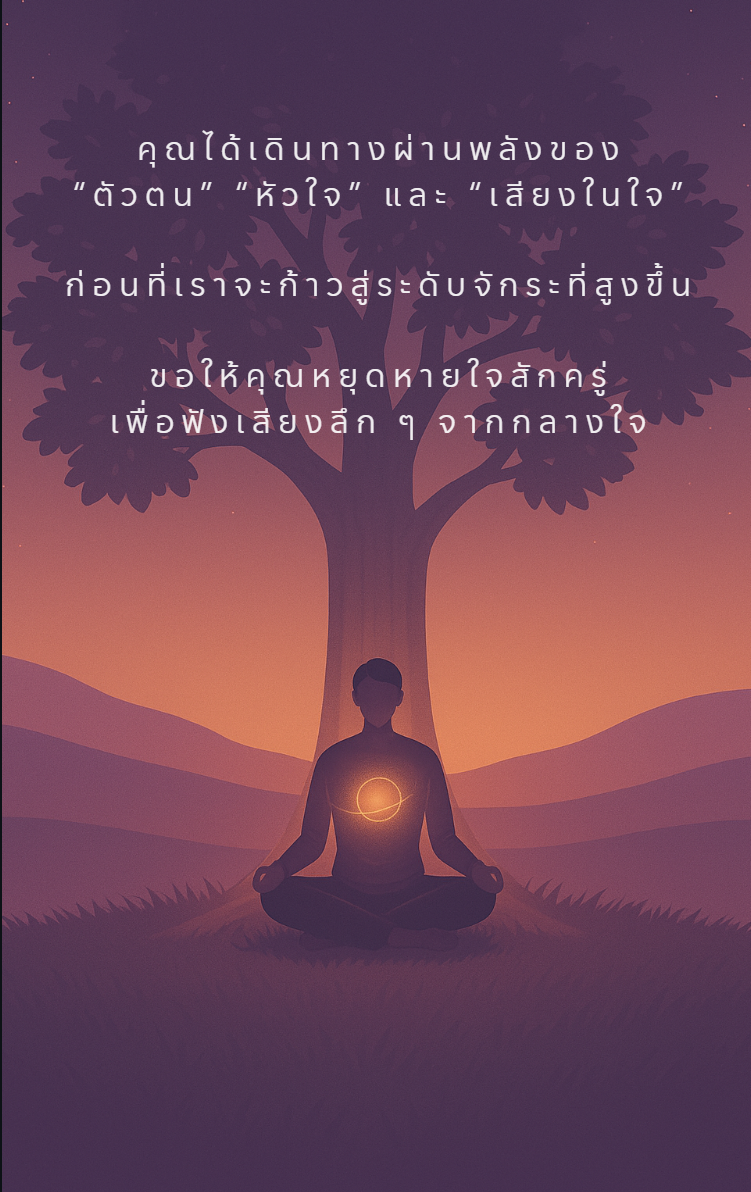 คุณได้เดินทางผ่านพลังของ
“ตัวตน” “หัวใจ” และ “เสียงในใจ”
ก่อนที่เราจะก้าวสู่ระดับจักระที่สูงขึ้น
ขอให้คุณหยุดหายใจสักครู่
เพื่อฟังเสียงลึก ๆ จากกลางใจ